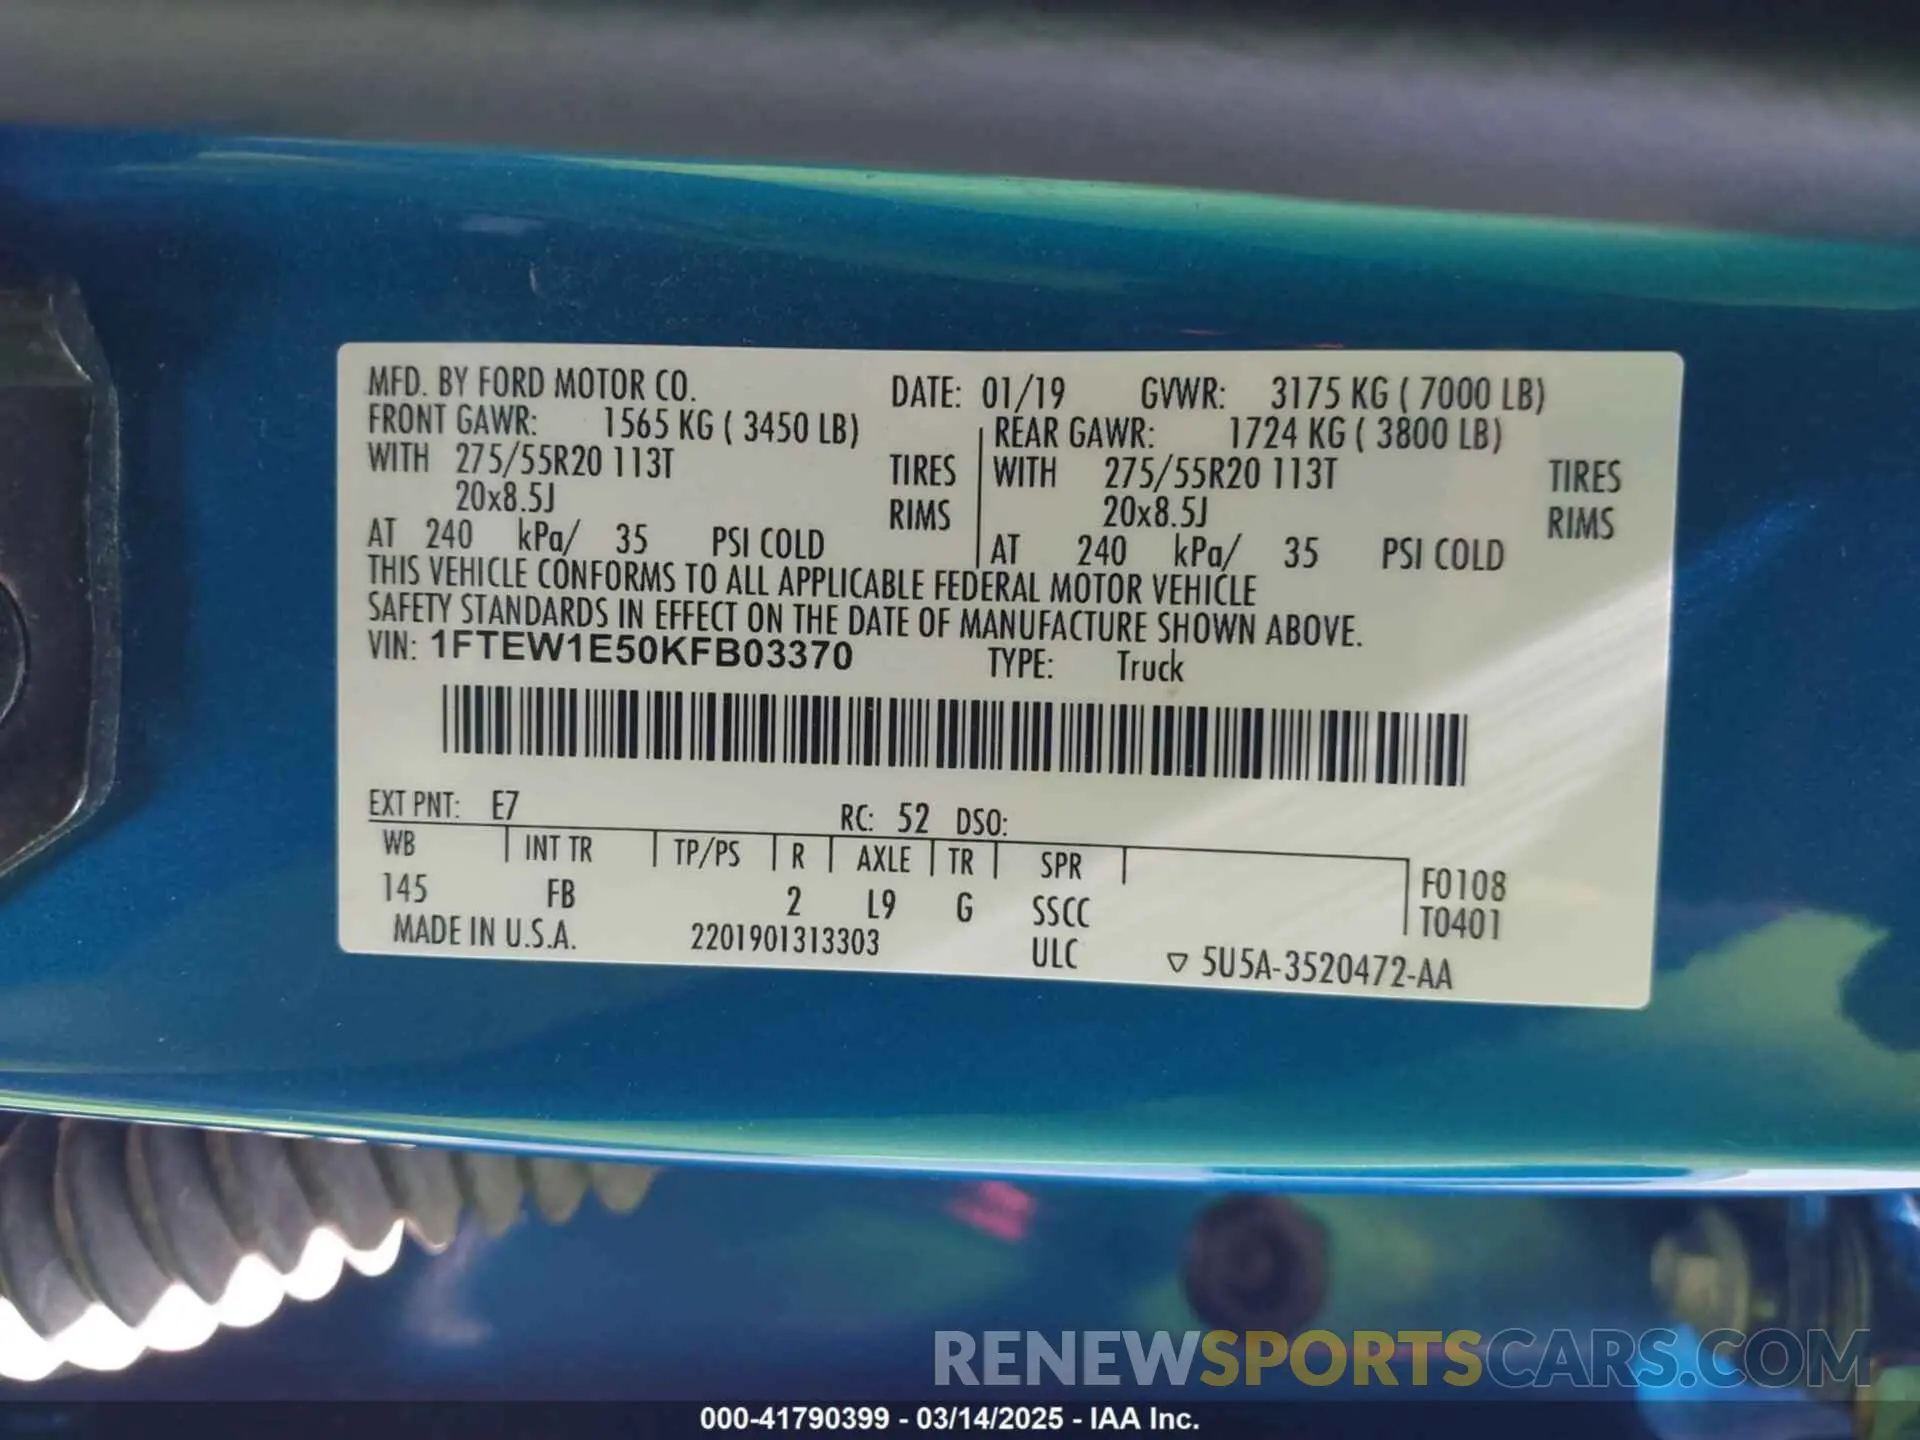 MFD. BY FORD MOTOR CO. DATE: 01/19 GVWR: 3175 KG ( 7000 LB)
FRONT GAWR: 1565 KG ( 3450 LB) REAR GAWR: 1724 KG ( 3800 LB)
WITH 275/55R20 113T TIRES WITH 275/55R20 113T TIRES
20x8.5J RIMS 20x8.5J RIMS
AT 240 kPa/ 35 PSI COLD AT 240 kPa/ 35 PSI COLD
THIS VEHICLE CONFORMS TO ALL APPLICABLE FEDERAL MOTOR VEHICLE
SAFETY STANDARDS IN EFFECT ON THE DATE OF MANUFACTURE SHOWN ABOVE.
VIN: 1FTEW1E50KFB03370 TYPE: Truck
EXT PNT: E7 RC: 52 DSO:
WB INT TR TP/PS R AXLE TR SPR
145 FB 2 L9 G SSCC F0108
ULC T0401
MADE IN U.S.A. 2201901313303 ▽ 5U5A-3520472-AA
RENEWSPORTSCARS.COM
000-41790399 - 03/14/2025 - IAA Inc.